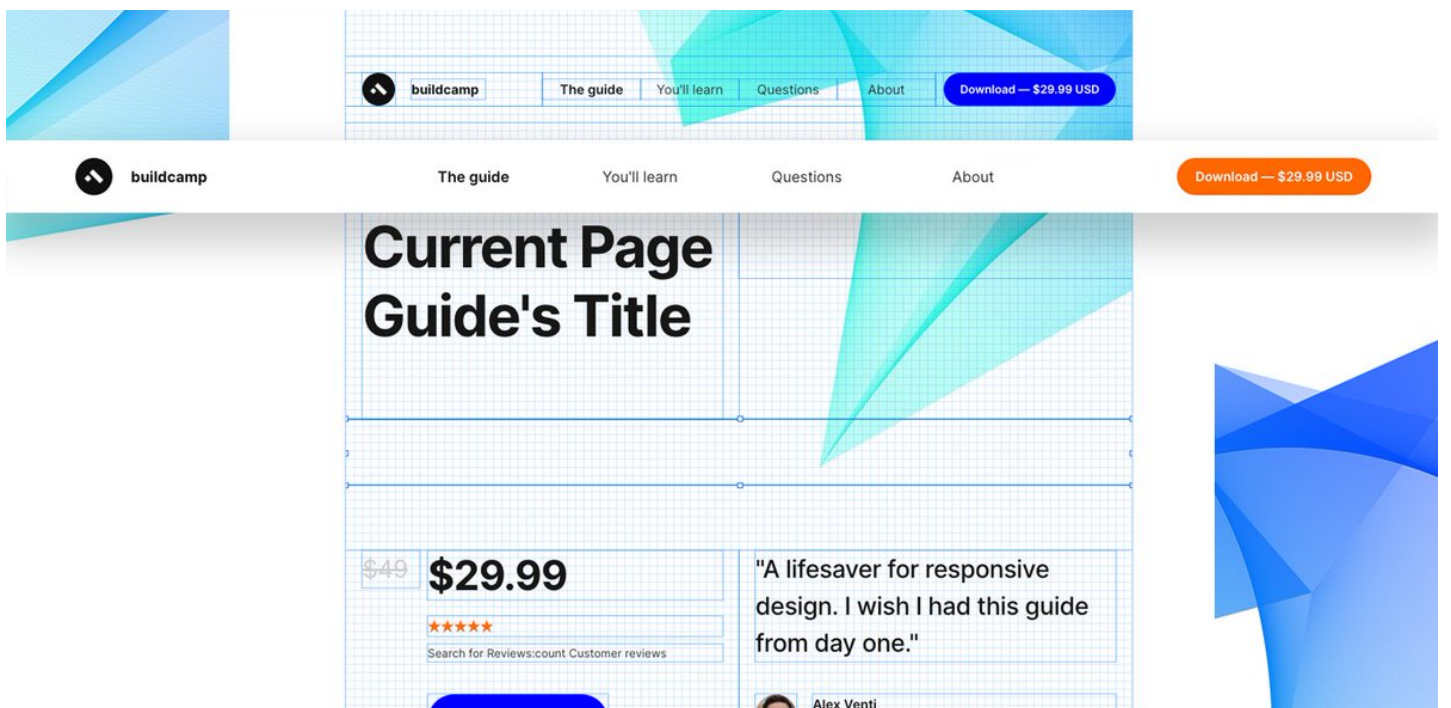 buildcamp
The guide
You'll learn
Questions
About
Download — $29.99 USD
buildcamp
The guide
You'll learn
Questions
About
Download — $29.99 USD
Current Page
Guide's Title
$49
$29.99
★★★★★
Search for Reviews:count Customer reviews
"A lifesaver for responsive
design. I wish I had this guide
from day one."
Alex Venti